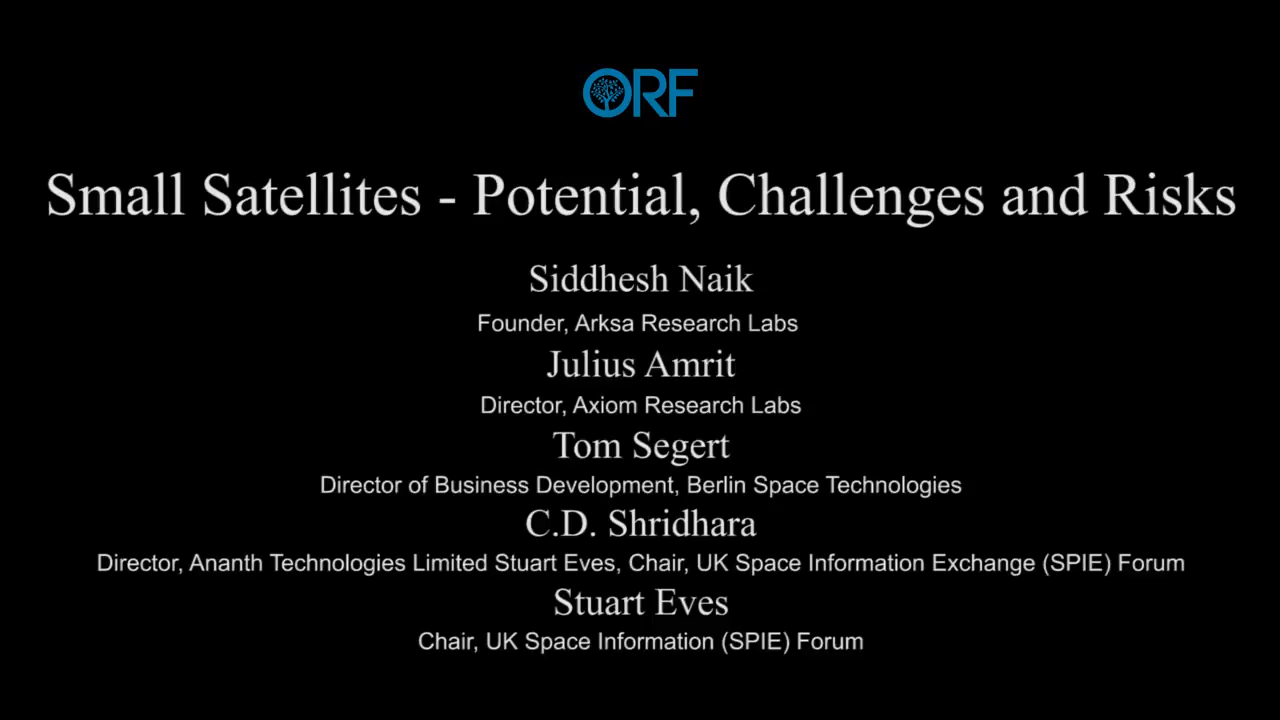 ORF
Small Satellites - Potential, Challenges and Risks
Siddhesh Naik
Founder, Arksa Research Labs
Julius Amrit
Director, Axiom Research Labs
Tom Segert
Director of Business Development, Berlin Space Technologies
C.D. Shridhara
Director, Ananth Technologies Limited Stuart Eves, Chair, UK Space Information Exchange (SPIE) Forum
Stuart Eves
Chair, UK Space Information (SPIE) Forum